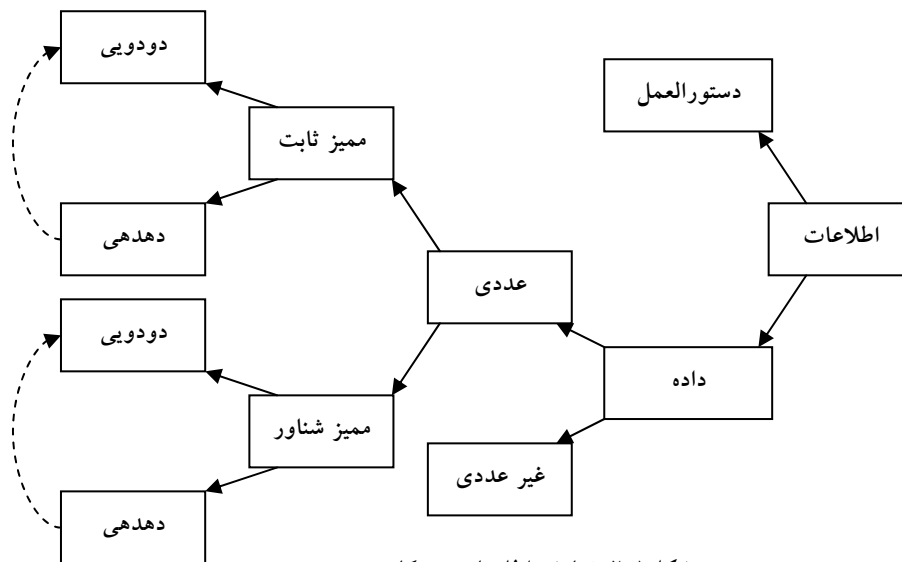 اطلاعات
دستورالعمل
داده
عددی
غیر عددی
ممیز ثابت
ممیز شناور
دودویی
دهدهی
دودویی
دهدهی